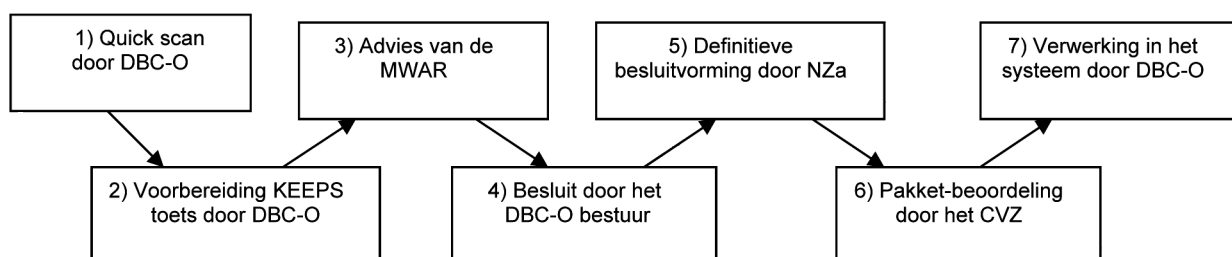 1) Quick scan
door DBC-O
2) Voorbereiding KEEPS
toets door DBC-O
3) Advies van de
MWAR
4) Besluit door het
DBC-O bestuur
5) Definitieve
besluitvorming door NZa
6) Pakket-beoordeling
door het CVZ
7) Verwerking in het
systeem door DBC-O